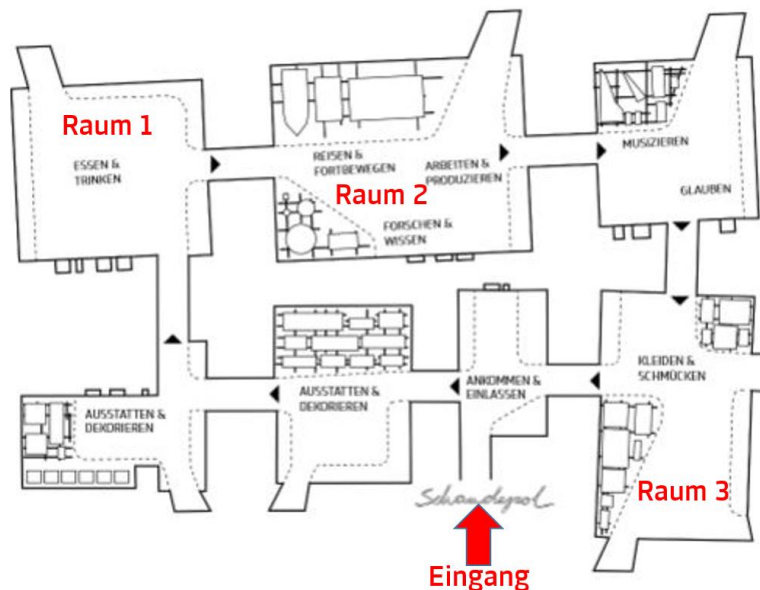 Raum 1
ESSEN &
TRINKEN
REISEN &
FORTBEWEGEN
Raum 2
ARBEITEN &
PRODUZIEREN
FORSCHEN &
WISSEN
MUSIZIEREN
GLAUBEN
KLEIDEN &
SCHMÜCKEN
ANKOMMEN &
EINLASSEN
AUSSTATTEN &
DEKORIEREN
AUSSTATTEN &
DEKORIEREN
Raum 3
Schaudepot
Eingang